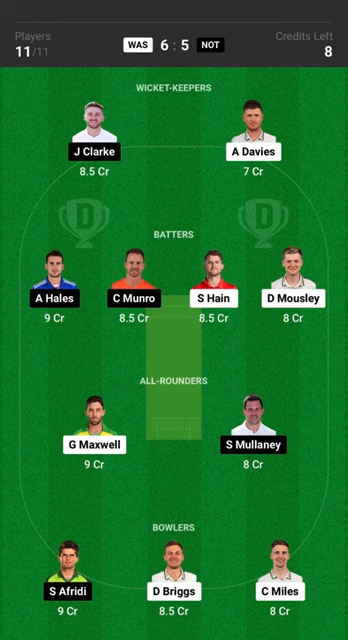 Players
Credits Left
11/11
WAS 6 : 5 NOT
8
WICKET-KEEPERS
J Clarke
A Davies
8.5 Cr
7 Cr
D
D
BATTERS
A Hales
C Munro
S Hain
D Mousley
9 Cr
8.5 Cr
8.5 Cr
8 Cr
ALL-ROUNDERS
G Maxwell
S Mullaney
9 Cr
8 Cr
BOWLERS
S Afridi
D Briggs
C Miles
9 Cr
8.5 Cr
8 Cr